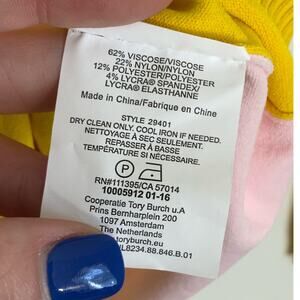 62% VISCOSE/VISCOSE
22% NYLON/NYLON
12% POLYESTER/POLYESTER
4% LYCRA® SPANDEX/
LYCRA® ELASTHANNE
Made in China/Fabrique en Chine
STYLE 29401
DRY CLEAN ONLY. COOL IRON IF NEEDED.
NETTOYAGE À SEC SEULEMENT.
REPASSER À BASSE
TEMPÉRATURE SI NÉCESSAIRE.
P
RN#111395/CA 57014
10005912 01-16
Cooperatie Tory Burch u.A
Prins Bernhardplein 200
1097 Amsterdam
The Netherlands
toryburch.eu
NL8234.88.846.B.01